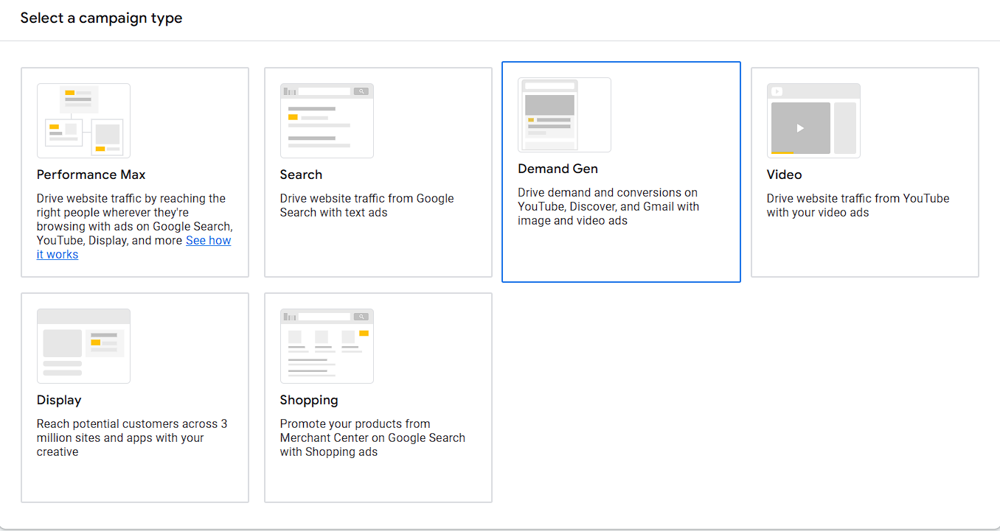 Select a campaign type
Performance Max
Drive website traffic by reaching the
right people wherever they're
browsing with ads on Google Search,
YouTube, Display, and more See how
it works
Search
Drive website traffic from Google
Search with text ads
Demand Gen
Drive demand and conversions on
YouTube, Discover, and Gmail with
image and video ads
Video
Drive website traffic from YouTube
with your video ads
Display
Reach potential customers across 3
million sites and apps with your
creative
Shopping
Promote your products from
Merchant Center on Google Search
with Shopping ads